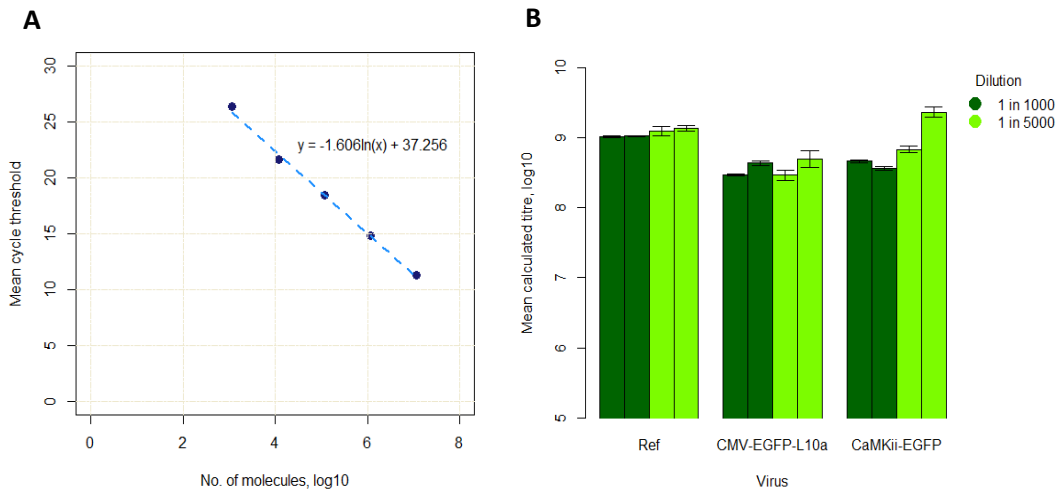 A
Mean cycle threshold
30
25
20
15
10
5
0
y = -1.606ln(x) + 37.256
0 2 4 6 8
No. of molecules, log10
B
Mean calculated titre, log10
10
9
8
7
6
5
Dilution
1 in 1000
1 in 5000
Ref CMV-EGFP-L10a CaMKii-EGFP
Virus